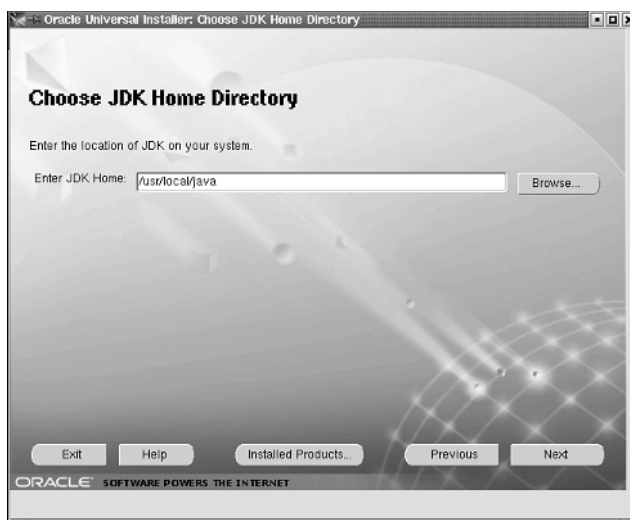 Oracle Universal Installer: Choose JDK Home Directory
Choose JDK Home Directory
Enter the location of JDK on your system.
Enter JDK Home: /usr/local/java Browse...
Exit Help Installed Products... Previous Next
ORACLE SOFTWARE POWERS THE INTERNET